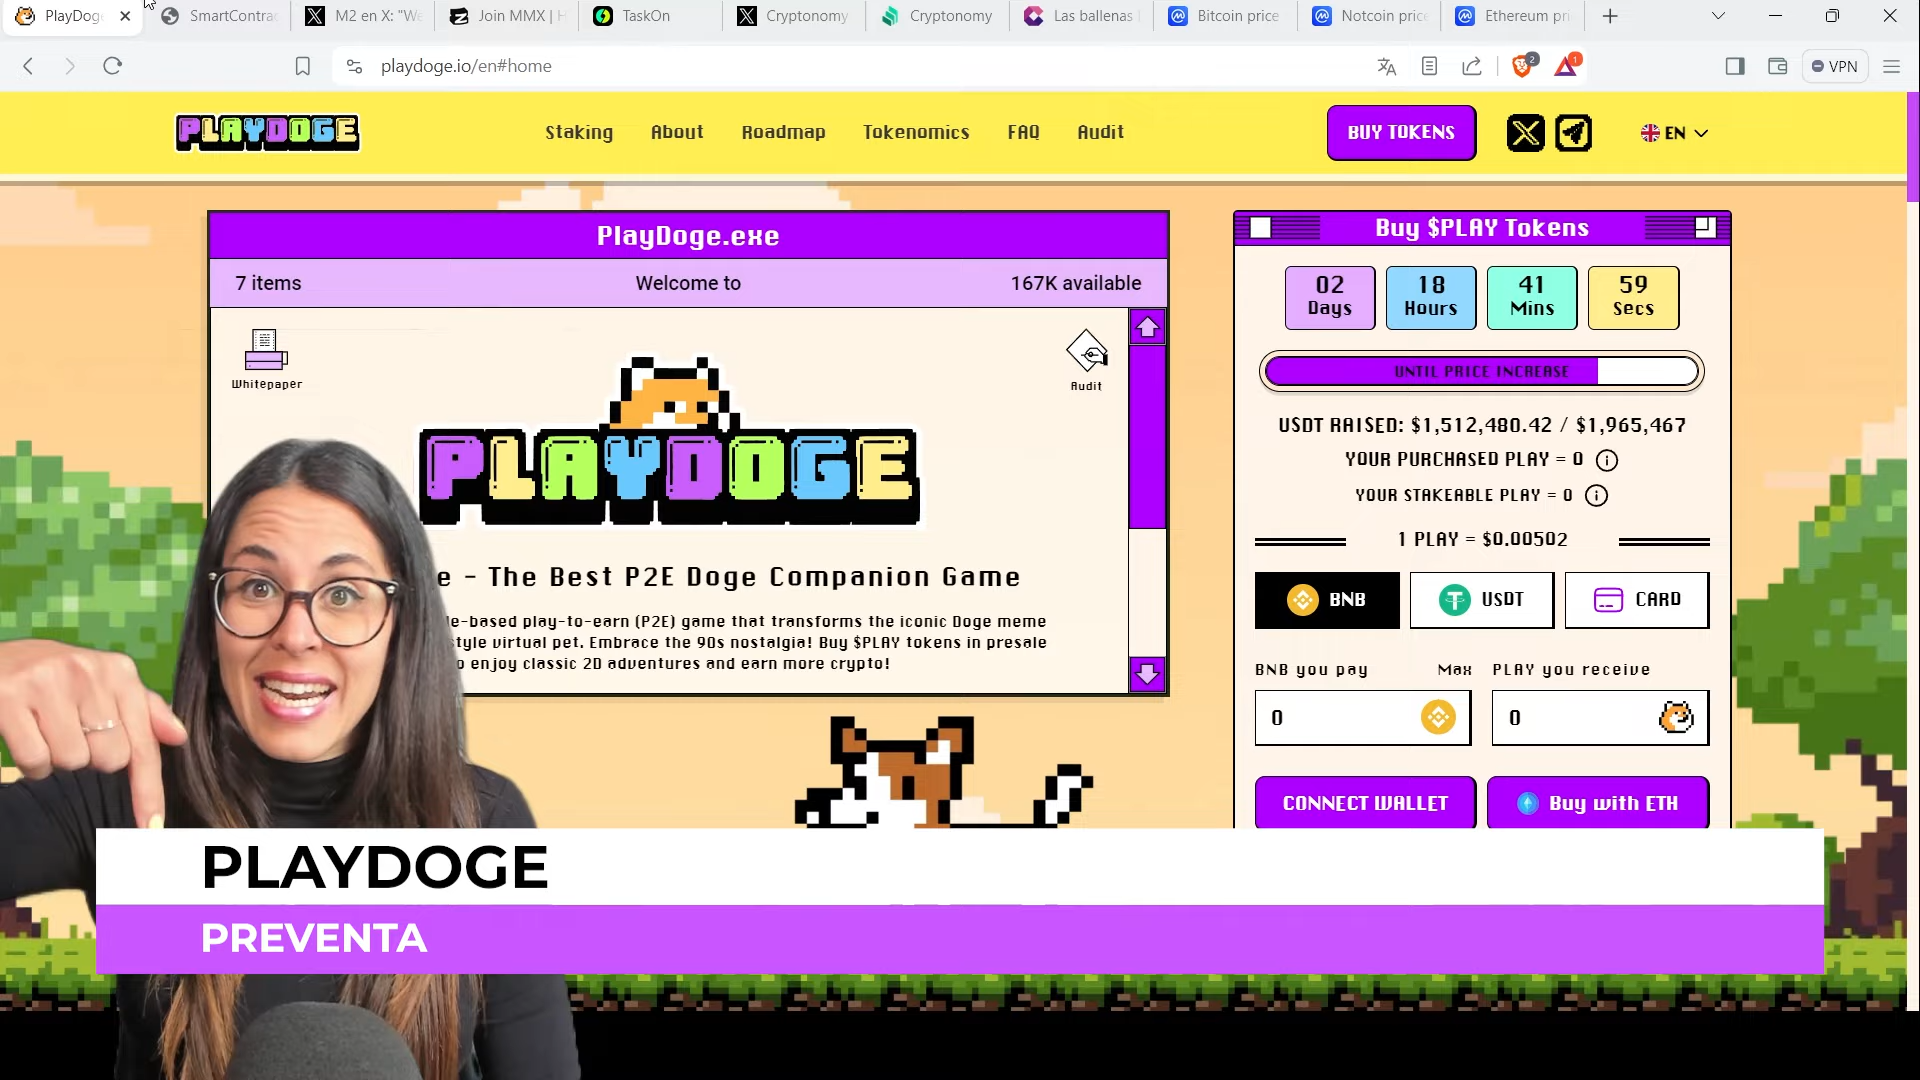 PlayDoge
SmartContrac
M2 en X: "We
Join MMX | H
TaskOn
Cryptonomy
Cryptonomy
Las ballenas
Bitcoin price
Notcoin price
Ethereum pri
playdoge.io/en#home
2
1
VPN
PLAYDOGE
Staking
About
Roadmap
Tokenomics
FAQ
Audit
BUY TOKENS
EN
PlayDoge.exe
7 items
Welcome to
167K available
Whitepaper
Audit
PLAYDOGE
e - The Best P2E Doge Companion Game
le-based play-to-earn (P2E) game that transforms the iconic Doge meme
style virtual pet. Embrace the 90s nostalgia! Buy $PLAY tokens in presale
o enjoy classic 2D adventures and earn more crypto!
Buy $PLAY Tokens
02 18 41 59
Days Hours Mins Secs
UNTIL PRICE INCREASE
USDT RAISED: $1,512,480.42 / $1,965,467
YOUR PURCHASED PLAY = 0
YOUR STAKEABLE PLAY = 0
1 PLAY = $0.00502
BNB
USDT
CARD
BNB you pay Max PLAY you receive
0
0
CONNECT WALLET
Buy with ETH
PLAYDOGE
PREVENTA